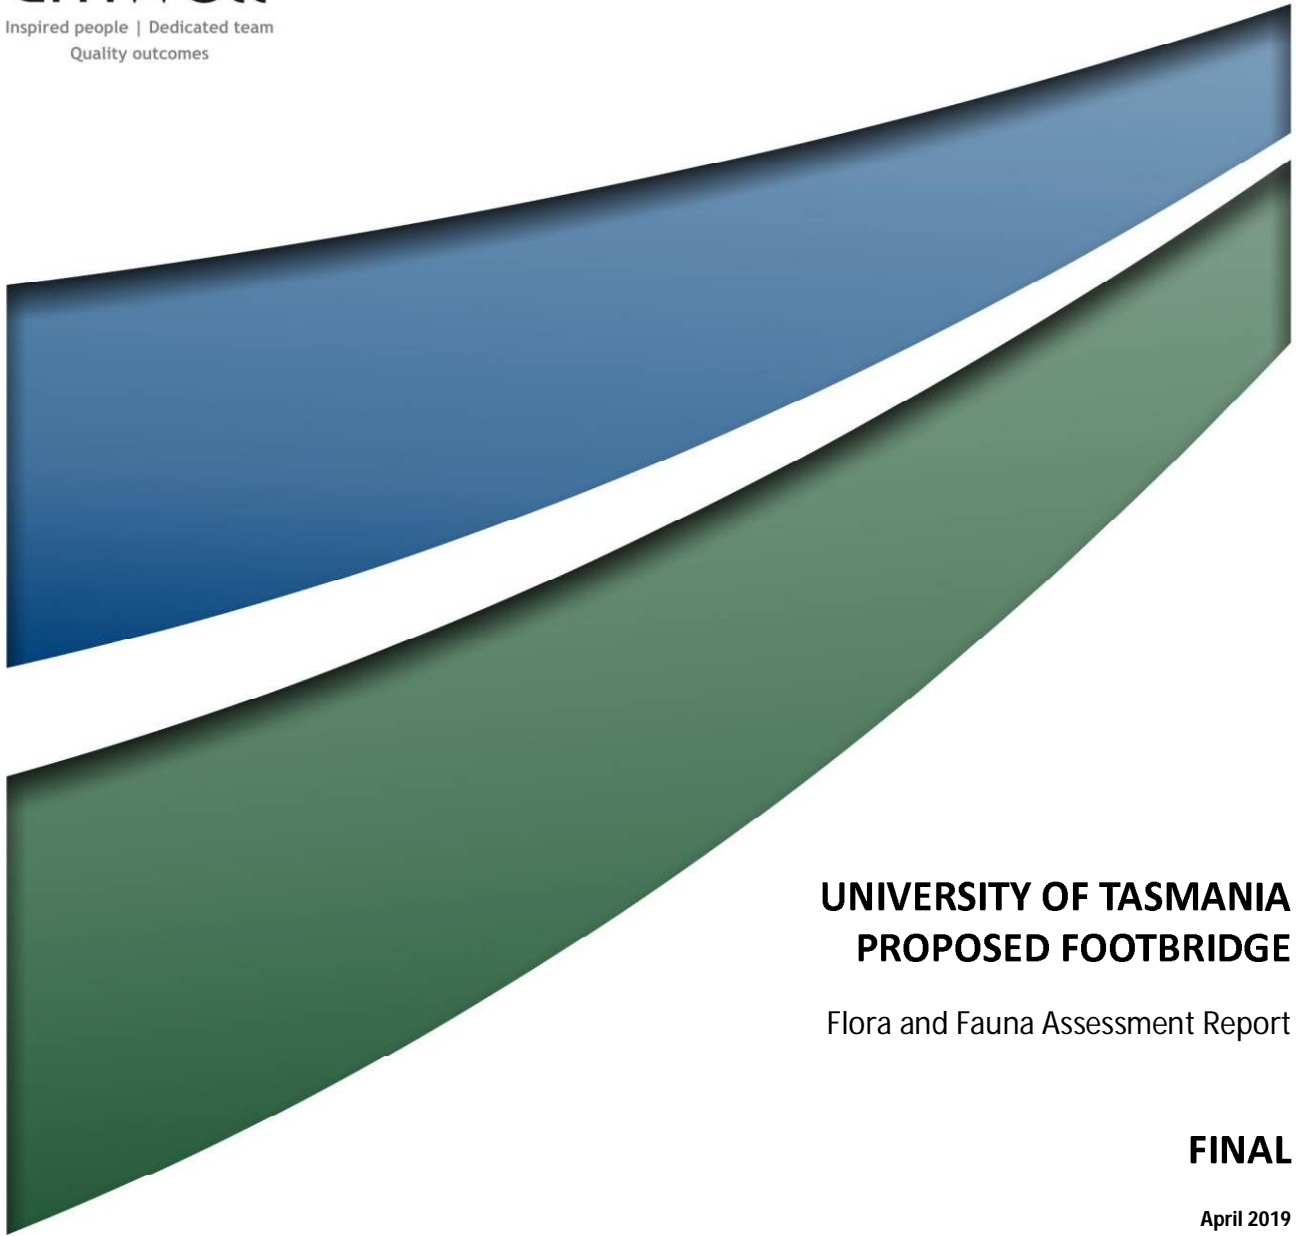 Inspired people | Dedicated team
Quality outcomes
UNIVERSITY OF TASMANIA
PROPOSED FOOTBRIDGE
Flora and Fauna Assessment Report
FINAL
April 2019